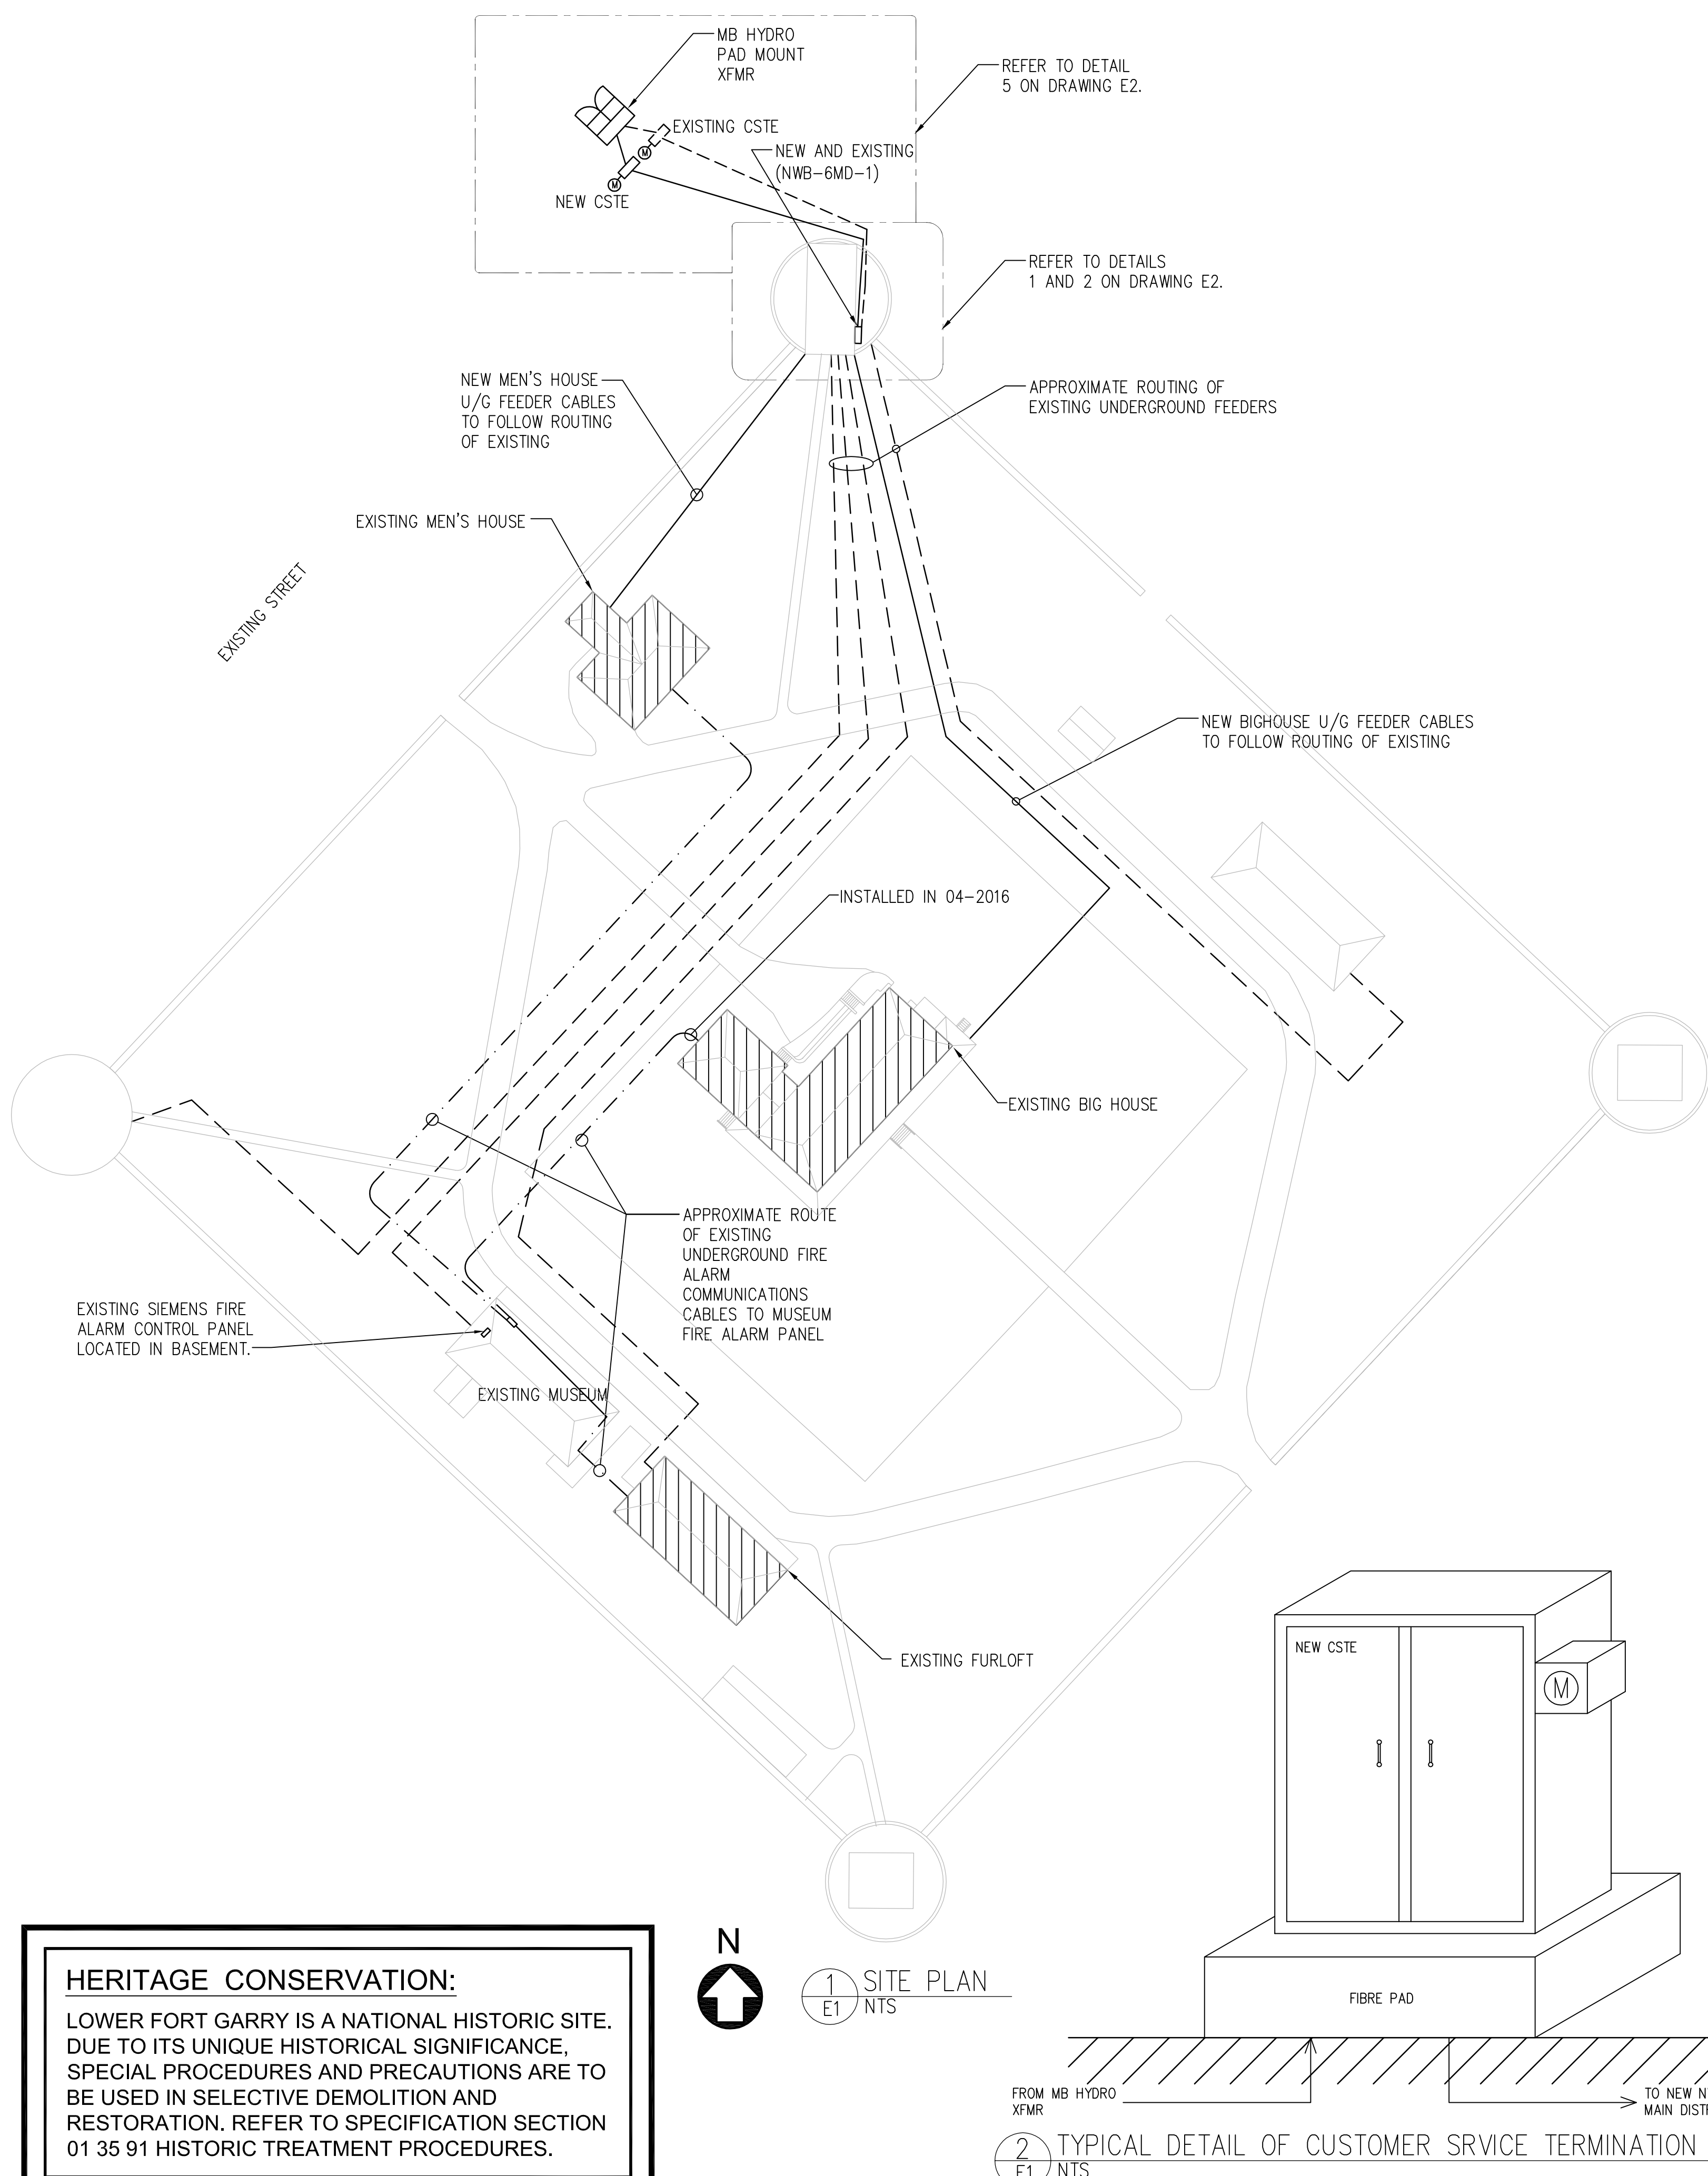 MB HYDRO
PAD MOUNT
XFMR
REFER TO DETAIL
5 ON DRAWING E2.
EXISTING CSTE
NEW AND EXISTING
(NWB-6MD-1)
M
M
NEW CSTE
REFER TO DETAILS
1 AND 2 ON DRAWING E2.
NEW MEN'S HOUSE
U/G FEEDER CABLES
TO FOLLOW ROUTING
OF EXISTING
APPROXIMATE ROUTING OF
EXISTING UNDERGROUND FEEDERS
EXISTING MEN'S HOUSE
EXISTING STREET
NEW BIGHOUSE U/G FEEDER CABLES
TO FOLLOW ROUTING OF EXISTING
INSTALLED IN 04-2016
EXISTING BIG HOUSE
APPROXIMATE ROUTE
OF EXISTING
UNDERGROUND FIRE
ALARM
COMMUNICATIONS
CABLES TO MUSEUM
FIRE ALARM PANEL
EXISTING SIEMENS FIRE
ALARM CONTROL PANEL
LOCATED IN BASEMENT.
EXISTING MUSEUM
EXISTING FURLOFT
NEW CSTE
M
FIBRE PAD
FROM MB HYDRO
XFMR
TO NEW
MAIN
2 TYPICAL DETAIL OF CUSTOMER SRVICE TERMINATION
E1 NTS
N
1 SITE PLAN
E1 NTS
HERITAGE CONSERVATION:
LOWER FORT GARRY IS A NATIONAL HISTORIC SITE.
DUE TO ITS UNIQUE HISTORICAL SIGNIFICANCE,
SPECIAL PROCEDURES AND PRECAUTIONS ARE TO
BE USED IN SELECTIVE DEMOLITION AND
RESTORATION. REFER TO SPECIFICATION SECTION
01 35 91 HISTORIC TREATMENT PROCEDURES.